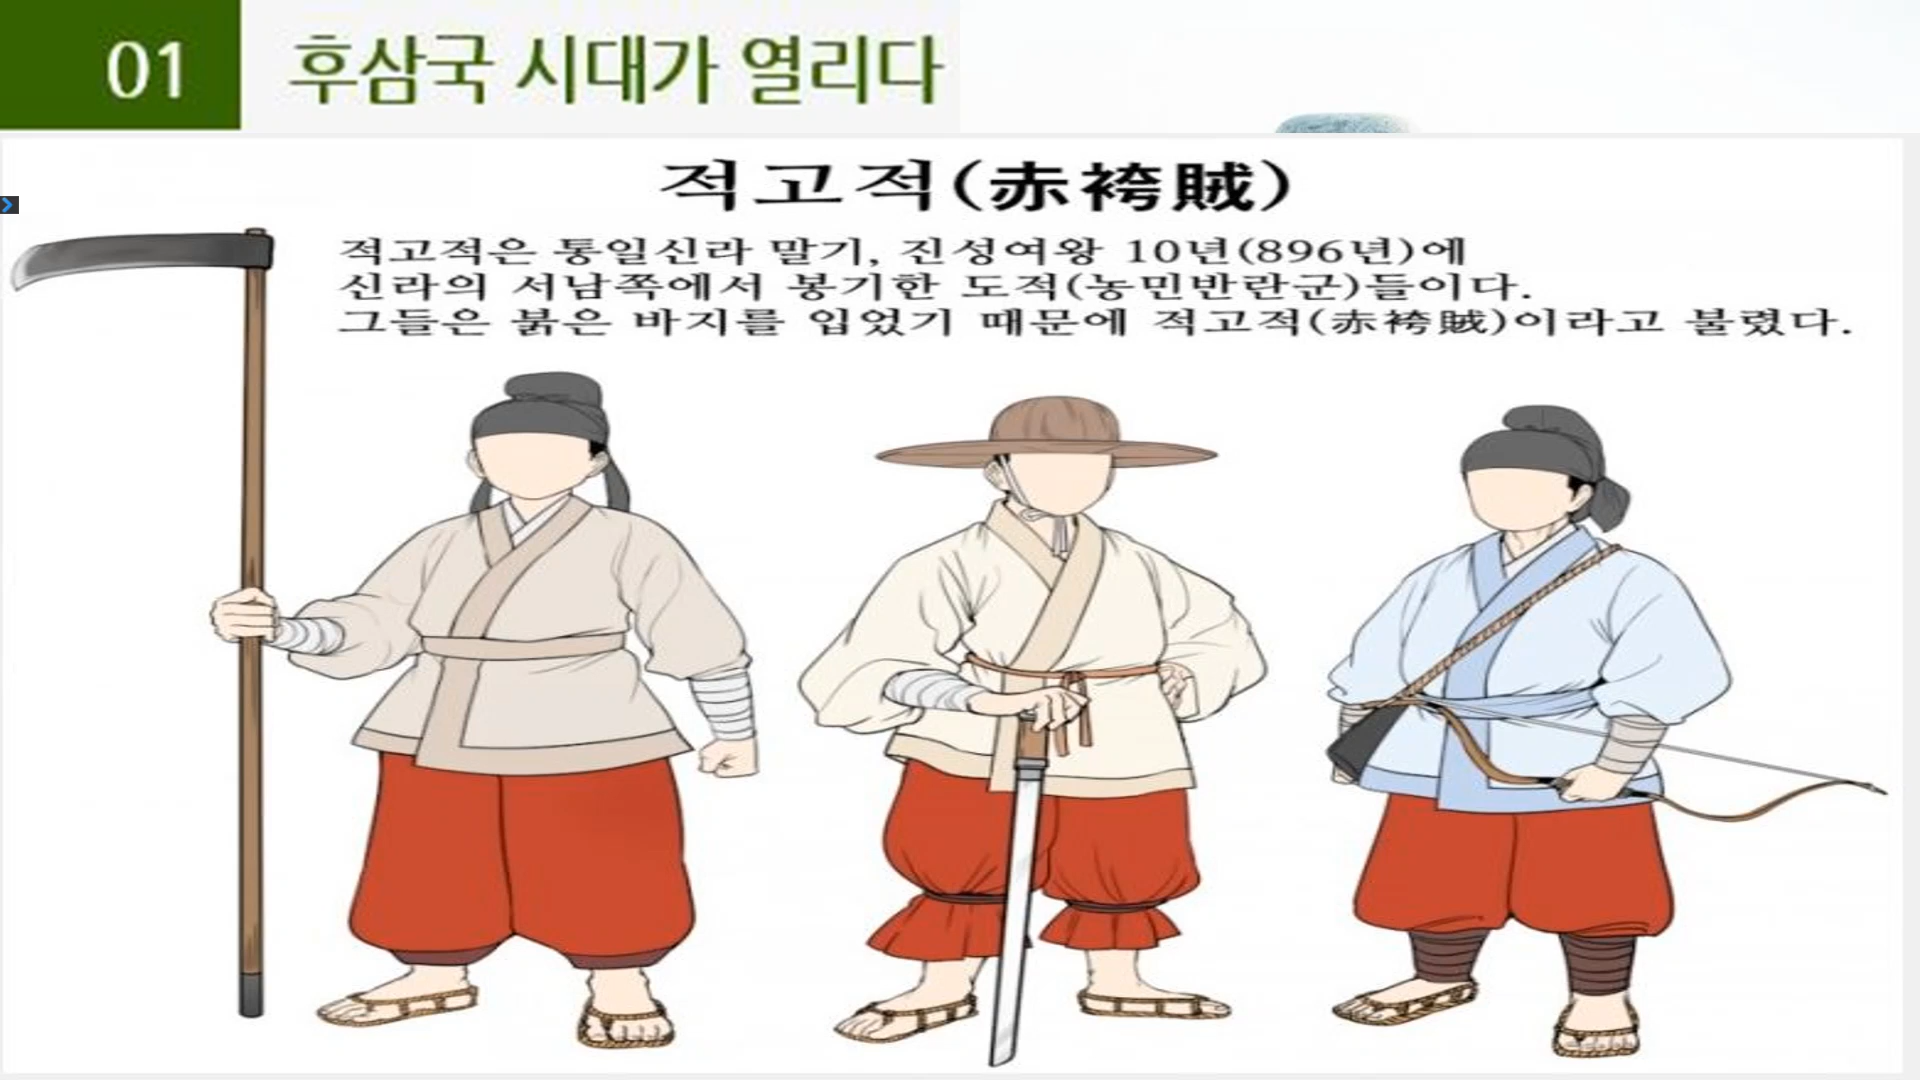 01 후삼국 시대가 열리다
적고적(赤袴賊)
적고적은 통일신라 말기, 진성여왕 10년(896년)에
신라의 서남쪽에서 봉기한 도적(농민반란군)들이다.
그들은 붉은 바지를 입었기 때문에 적고적(赤袴賊)이라고 불렸다.